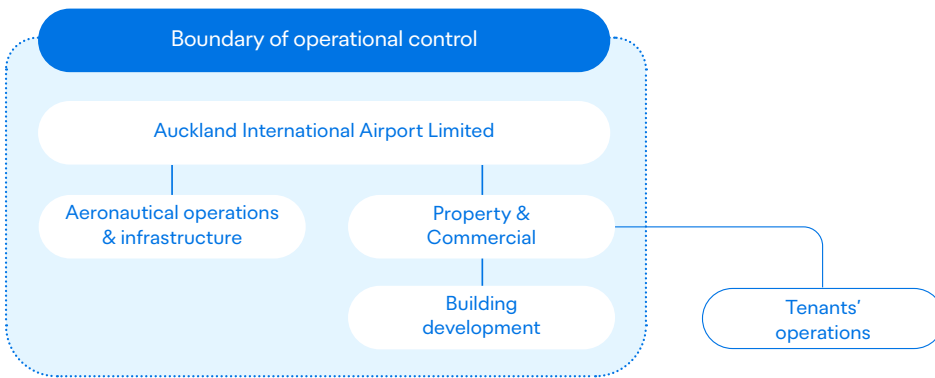 Boundary of operational control
Auckland International Airport Limited
Aeronautical operations
& infrastructure
Property &
Commercial
Building
development
Tenants’
operations